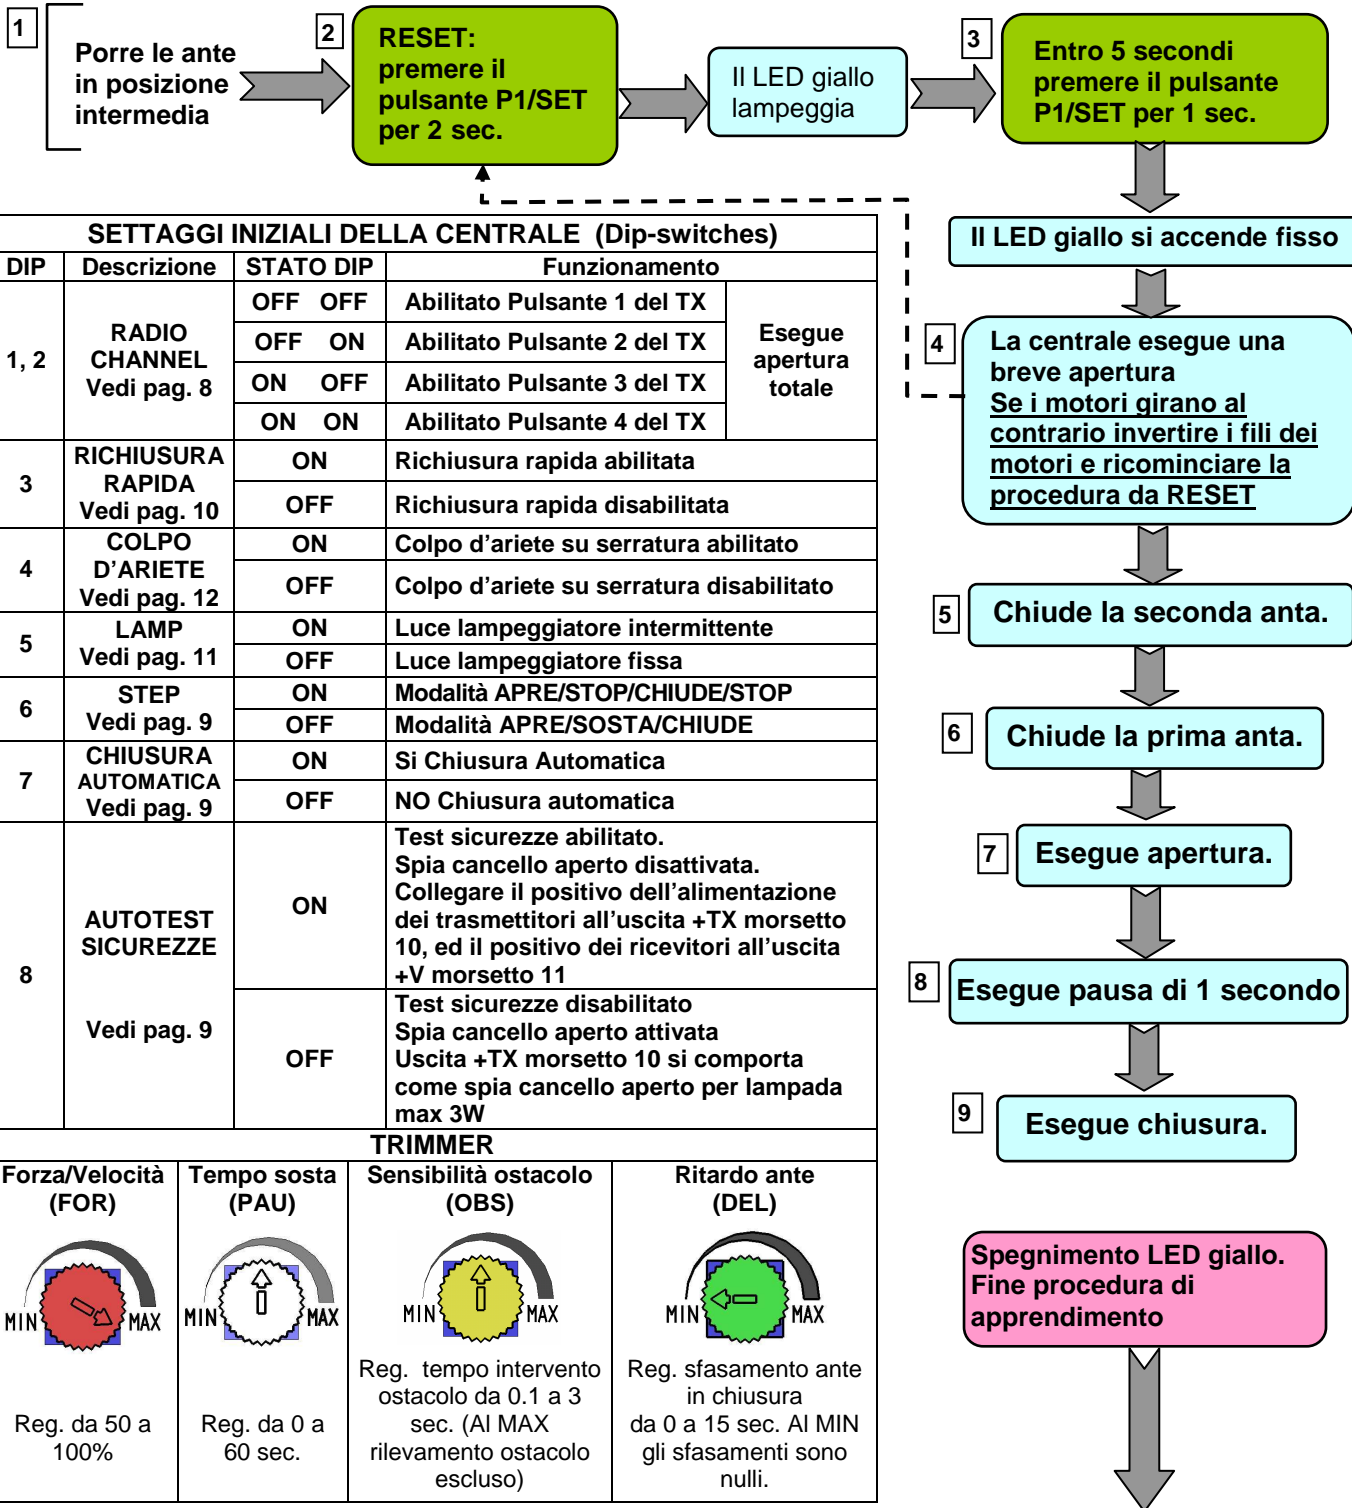 1
Porre le ante
in posizione
intermedia
2
RESET:
premere il
pulsante P1/SET
per 2 sec.
Il LED giallo
lampeggia
3
Entro 5 secondi
premere il pulsante
P1/SET per 1 sec.
Il LED giallo si accende fisso
4
La centrale esegue una
breve apertura
Se i motori girano al
contrario invertire i fili dei
motori e ricominciare la
procedura da RESET
5
Chiude la seconda anta.
6
Chiude la prima anta.
7
Esegue apertura.
8
Esegue pausa di 1 secondo
9
Esegue chiusura.
Spegnimento LED giallo.
Fine procedura di
apprendimento
SETTAGGI INIZIALI DELLA CENTRALE (Dip-switches)
DIP Descrizione STATO DIP Funzionamento
1, 2
RADIO
CHANNEL
Vedi pag. 8
OFF OFF Abilitato Pulsante 1 del TX
OFF ON Abilitato Pulsante 2 del TX
ON OFF Abilitato Pulsante 3 del TX
ON ON Abilitato Pulsante 4 del TX
Esegue
apertura
totale
3
RICHIUSURA
RAPIDA
Vedi pag. 10
ON Richiusura rapida abilitata
OFF Richiusura rapida disabilitata
4
COLPO
D'ARIETE
Vedi pag. 12
ON Colpo d'ariete su serratura abilitato
OFF Colpo d'ariete su serratura disabilitato
5
LAMP
Vedi pag. 11
ON Luce lampeggiatore intermittente
OFF Luce lampeggiatore fissa
6
STEP
Vedi pag. 9
ON Modalità APRE/STOP/CHIUDE/STOP
OFF Modalità APRE/SOSTA/CHIUDE
7
CHIUSURA
AUTOMATICA
Vedi pag. 9
ON Si Chiusura Automatica
OFF NO Chiusura automatica
8
AUTOTEST
SICUREZZE
Vedi pag. 9
ON
Test sicurezze abilitato.
Spia cancello aperto disattivata.
Collegare il positivo dell'alimentazione
dei trasmettitori all'uscita +TX morsetto
10, ed il positivo dei ricevitori all'uscita
+V morsetto 11
OFF
Test sicurezze disabilitato
Spia cancello aperto attivata
Uscita +TX morsetto 10 si comporta
come spia cancello aperto per lampada
max 3W
TRIMMER
Forza/Velocità
(FOR)
MIN MAX
Reg. da 50 a
100%
Tempo sosta
(PAU)
MIN MAX
Reg. da 0 a
60 sec.
Sensibilità ostacolo
(OBS)
MIN MAX
Reg. tempo intervento
ostacolo da 0.1 a 3
sec. (Al MAX
rilevamento ostacolo
escluso)
Ritardo ante
(DEL)
MIN MAX
Reg. sfasamento ante
in chiusura
da 0 a 15 sec. Al MIN
gli sfasamenti sono
nulli.